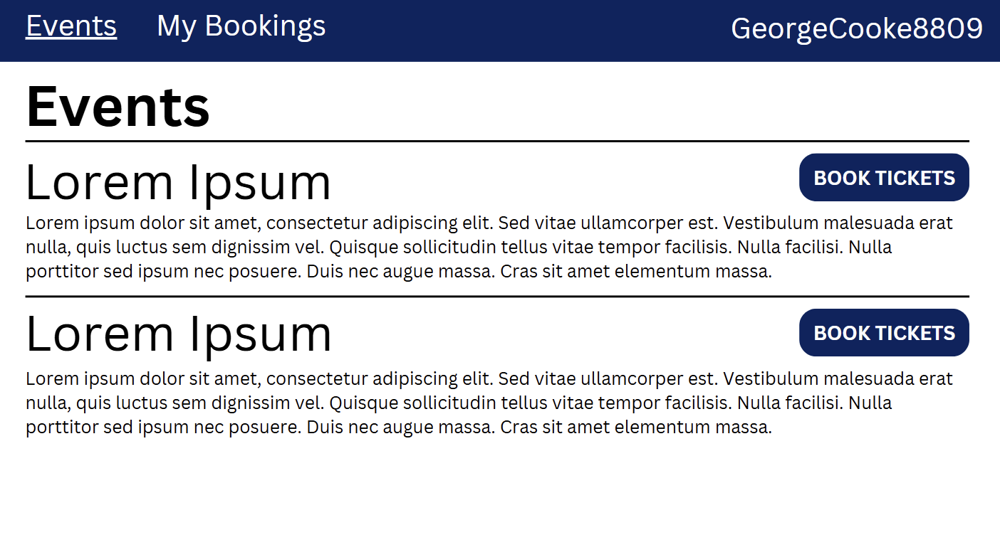 Events My Bookings GeorgeCooke8809
Events
Lorem Ipsum BOOK TICKETS
Lorem ipsum dolor sit amet, consectetur adipiscing elit. Sed vitae ullamcorper est. Vestibulum malesuada erat
nulla, quis luctus sem dignissim vel. Quisque sollicitudin tellus vitae tempor facilisis. Nulla facilisi. Nulla
porttitor sed ipsum nec posuere. Duis nec augue massa. Cras sit amet elementum massa.
Lorem Ipsum BOOK TICKETS
Lorem ipsum dolor sit amet, consectetur adipiscing elit. Sed vitae ullamcorper est. Vestibulum malesuada erat
nulla, quis luctus sem dignissim vel. Quisque sollicitudin tellus vitae tempor facilisis. Nulla facilisi. Nulla
porttitor sed ipsum nec posuere. Duis nec augue massa. Cras sit amet elementum massa.